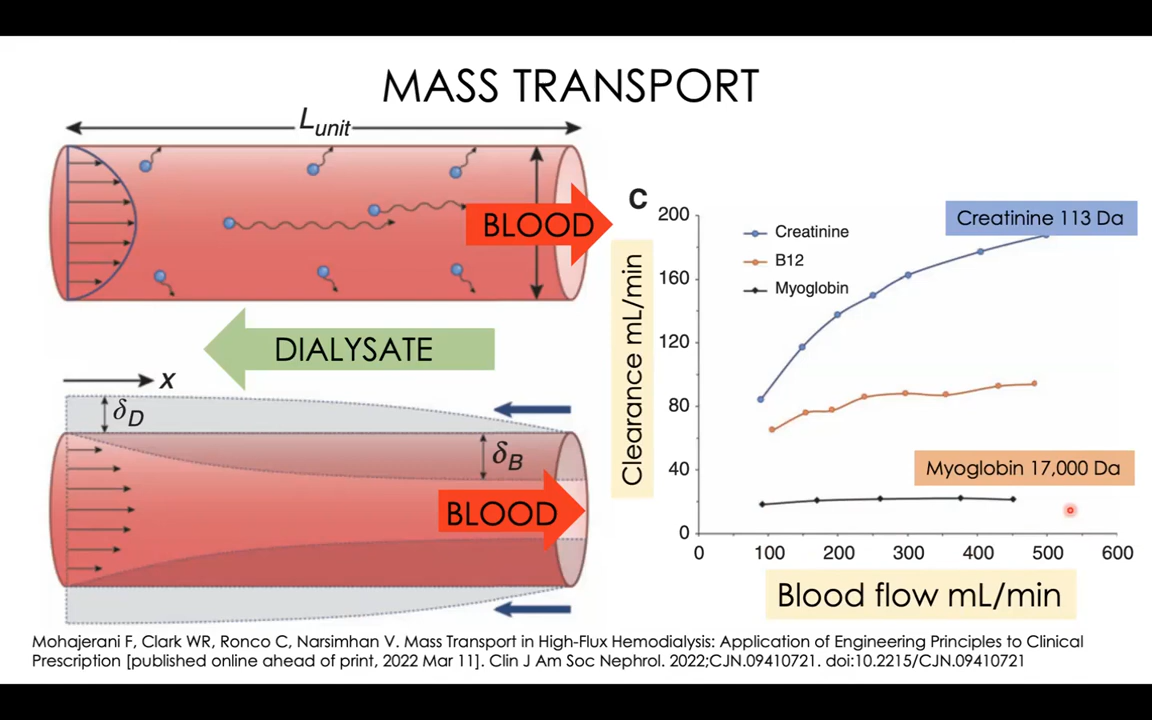 MASS TRANSPORT
Lunit
BLOOD
DIALYSATE
x
δD
δB
BLOOD
C
Clearance mL/min
200
160
120
80
40
0
Creatinine
B12
Myoglobin
Creatinine 113 Da
Myoglobin 17,000 Da
0 100 200 300 400 500 600
Blood flow mL/min
Mohajerani F, Clark WR, Ronco C, Narsimhan V. Mass Transport in High-Flux Hemodialysis: Application of Engineering Principles to Clinical
Prescription [published online ahead of print, 2022 Mar 11]. Clin J Am Soc Nephrol. 2022;CJN.09410721. doi:10.2215/CJN.09410721